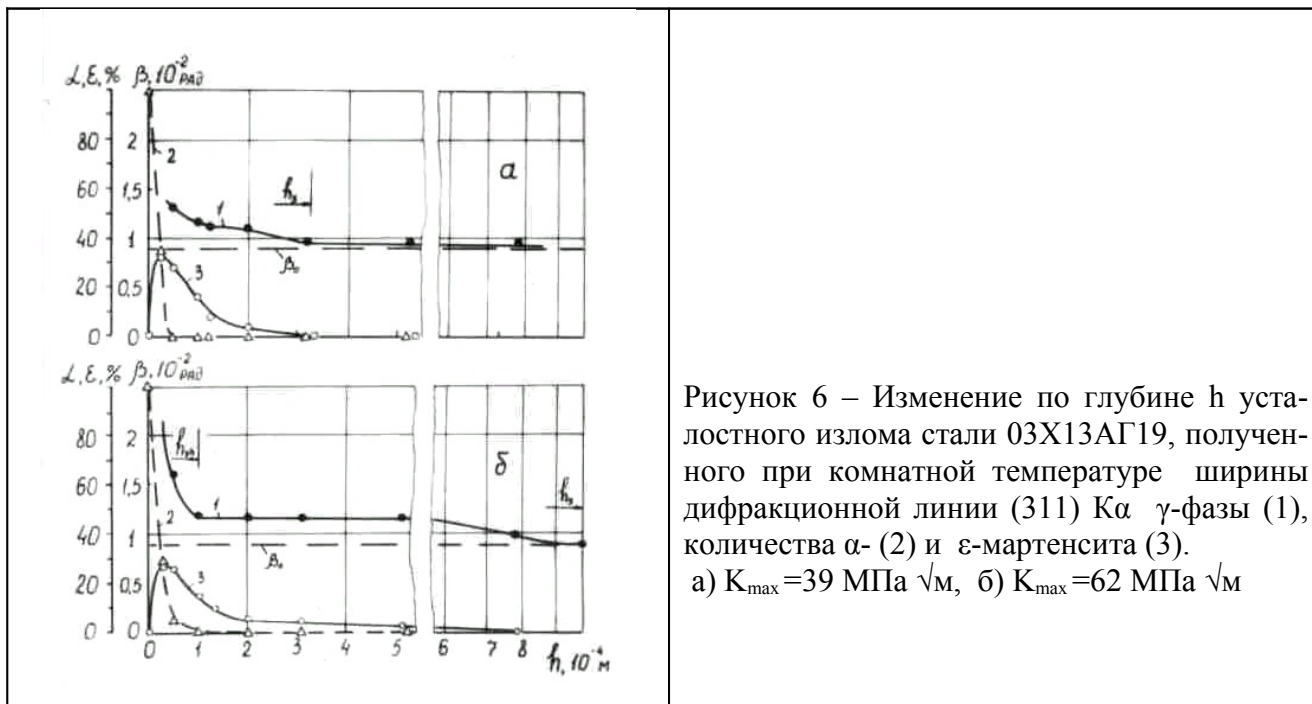 α,ε,% β,10⁻² РАД
80
60
40
20
0
2
1,5
1
0,5
0
2
hy
1
а
β₀
3
α,ε,% β,10⁻² РАД
80
60
40
20
0
2
1,5
1
0,5
0
1
б
2
β₀
3
0 1 2 3 4 5 6 7 8
h, 10⁻⁴ м
Рисунок 6 – Изменение по глубине h уста-
лостного излома стали 03Х13АГ19, получен-
ного при комнатной температуре ширины
дифракционной линии (311) Kα γ-фазы (1),
количества α- (2) и ε-мартенсита (3).
а) Kmax =39 МПа √м, б) Kmax =62 МПа √м